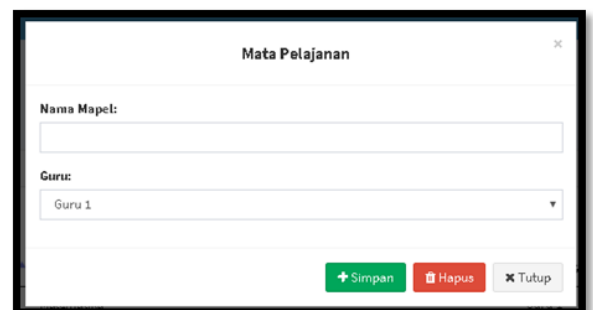 Mata Pelajanan
×
Nama Mapel:
Guru:
Guru 1
Simpan Hapus Tutup